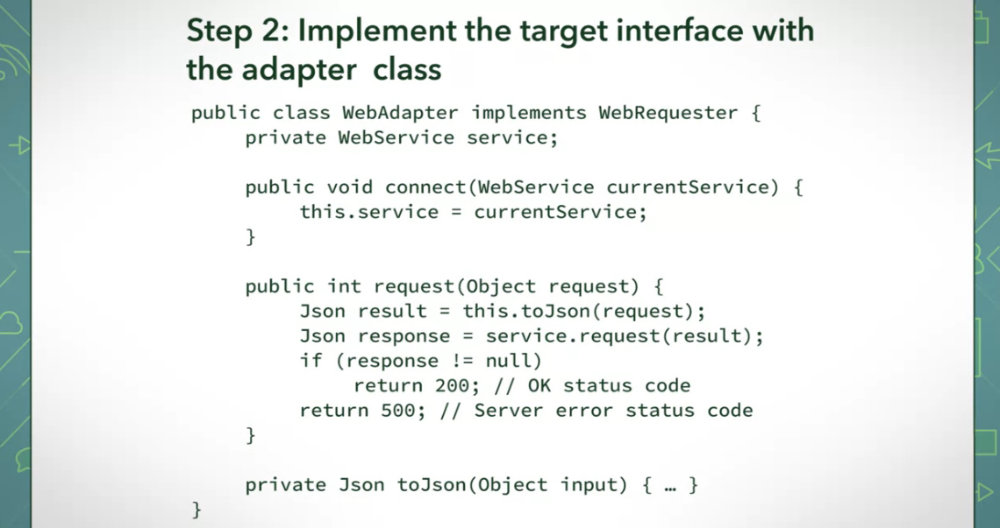 Step 2: Implement the target interface with
the adapter class
public class WebAdapter implements WebRequester {
private WebService service;
public void connect(WebService currentService) {
this.service = currentService;
}
public int request(Object request) {
Json result = this.toJson(request);
Json response = service.request(result);
if (response != null)
return 200; // OK status code
return 500; // Server error status code
}
private Json toJson(Object input) { … }
}